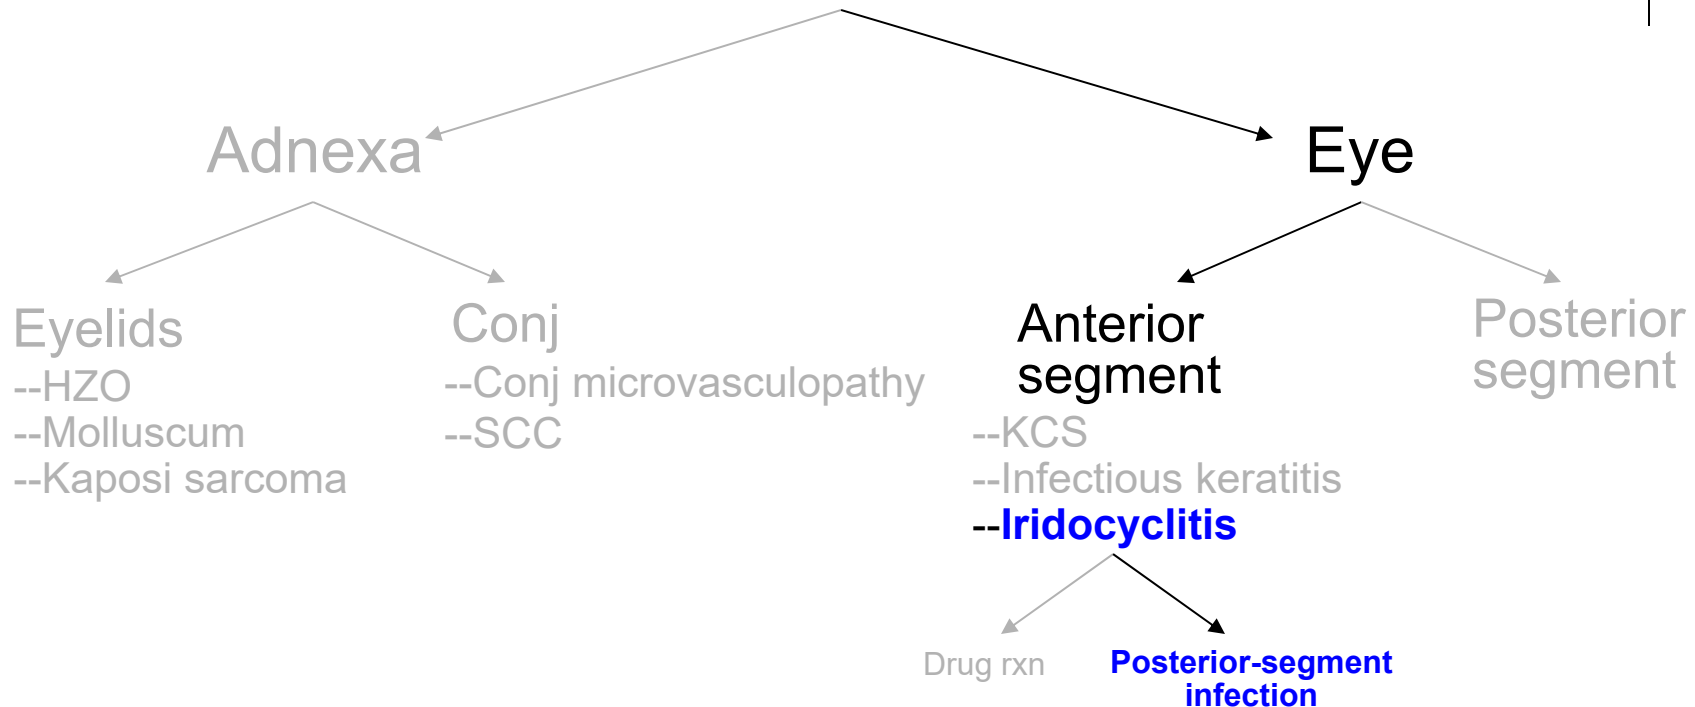 Adnexa
Eye
Eyelids
--HZO
--Molluscum
--Kaposi sarcoma
Conj
--Conj microvasculopathy
--SCC
Anterior
segment
--KCS
--Infectious keratitis
--Iridocyclitis
Drug rxn
Posterior-segment
infection
Posterior
segment